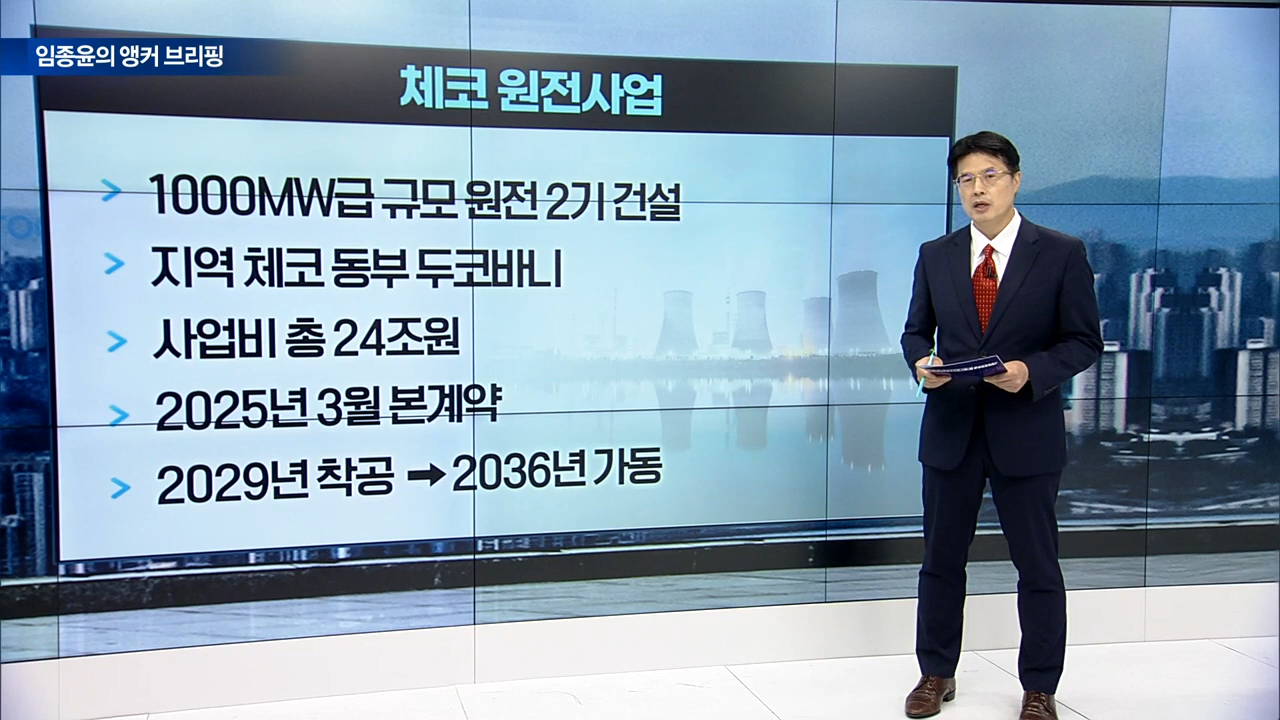 임종윤의 앵커 브리핑
체코 원전사업
1000MW급 규모 원전 2기 건설
지역 체코 동부 두코바니
사업비 총 24조원
2025년 3월 본계약
2029년 착공 ➡ 2036년 가동